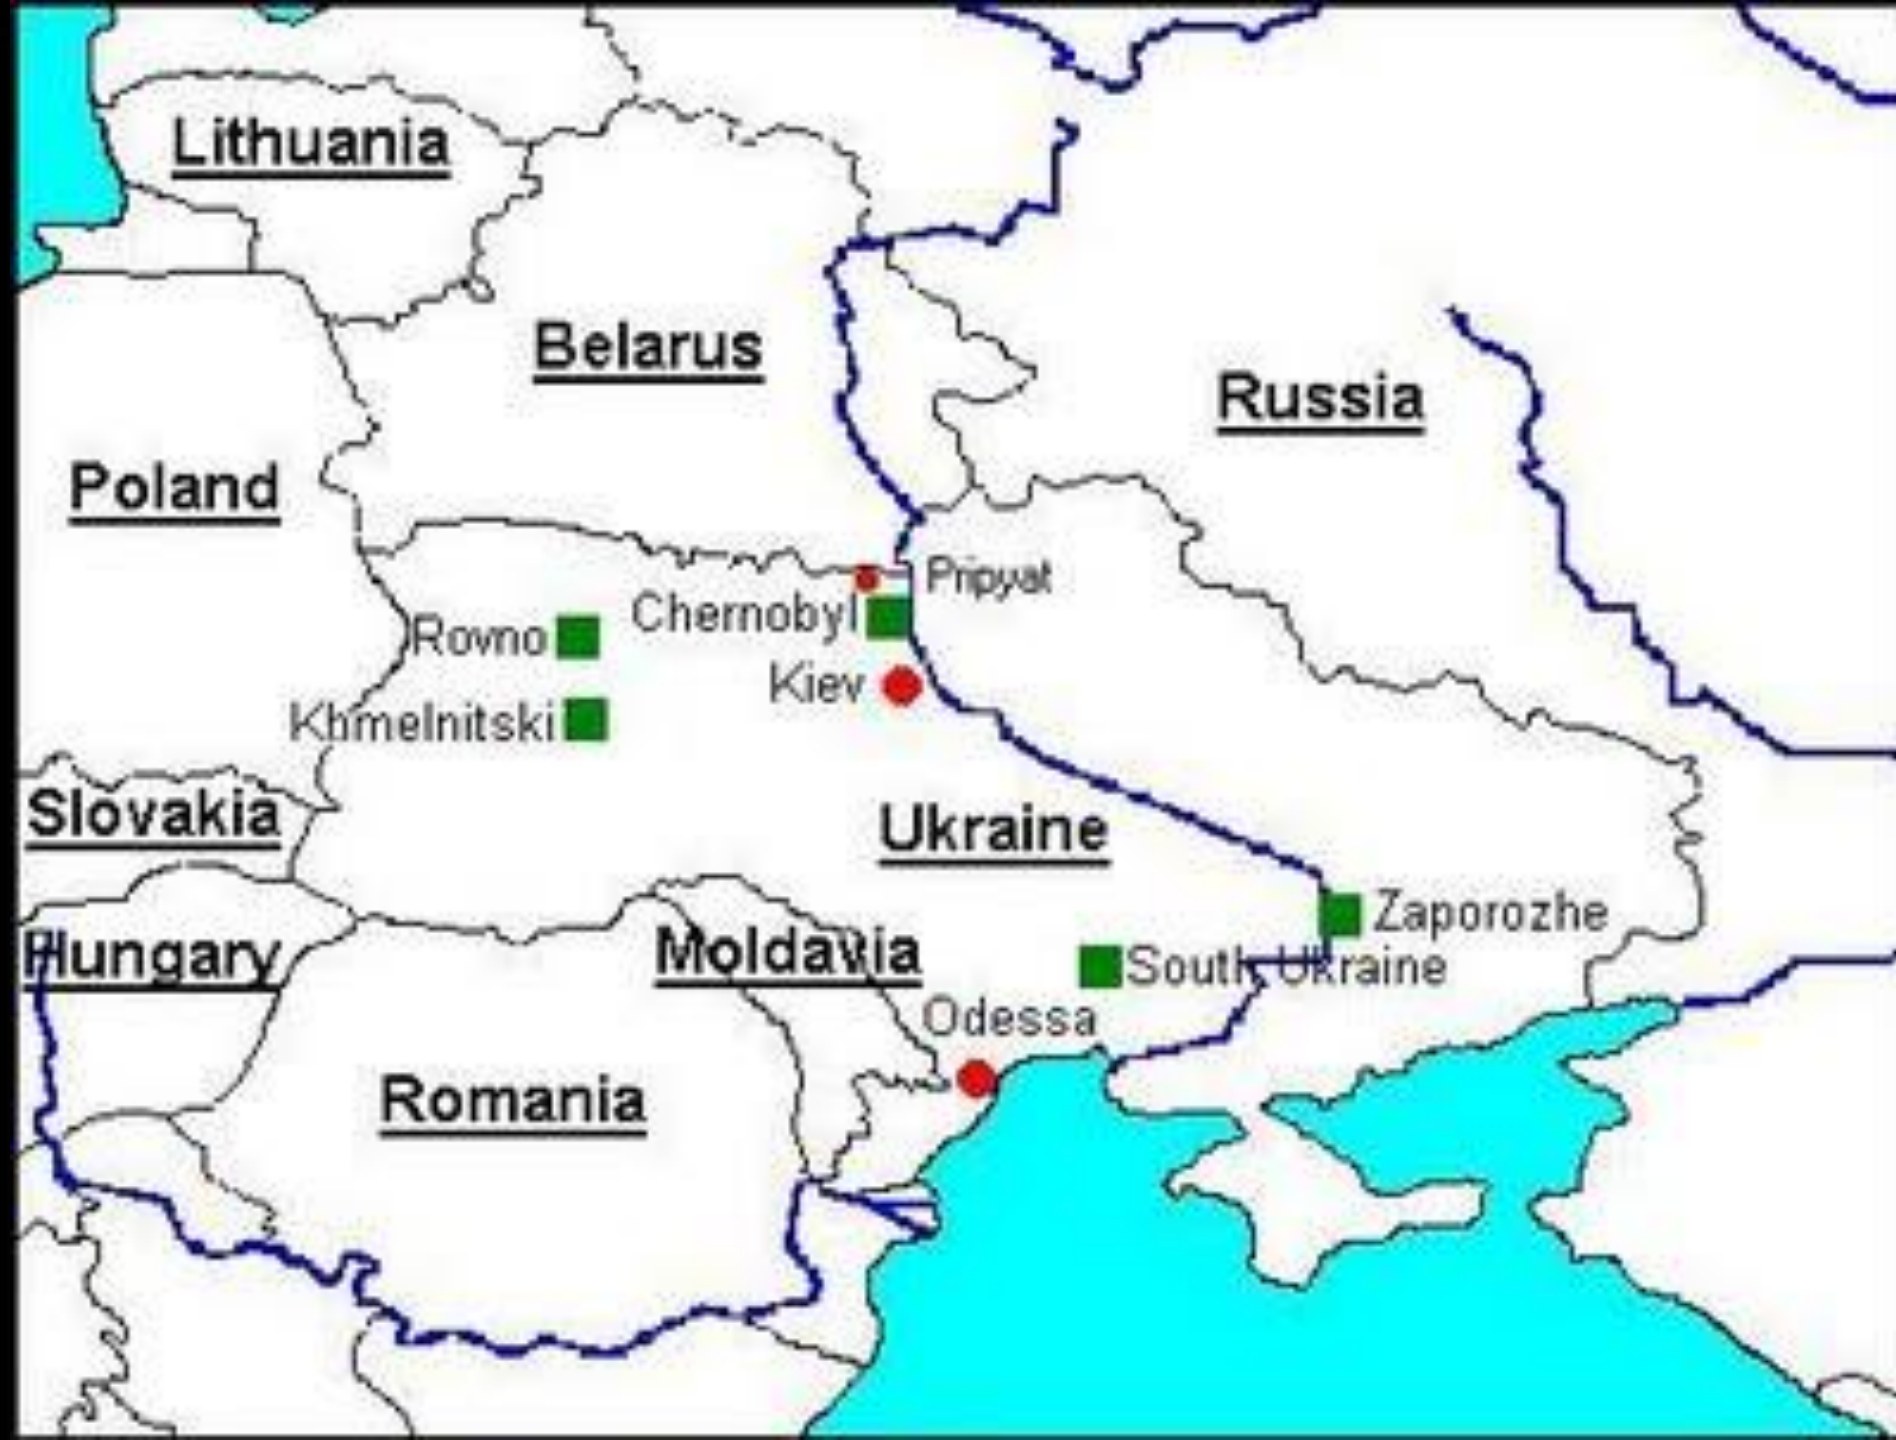 Lithuania
Belarus
Russia
Poland
Pripyat
Chernobyl
Rovno
Kiev
Khmelnitski
Slovakia
Ukraine
Zaporozhe
Hungary
Moldavia
South Ukraine
Odessa
Romania